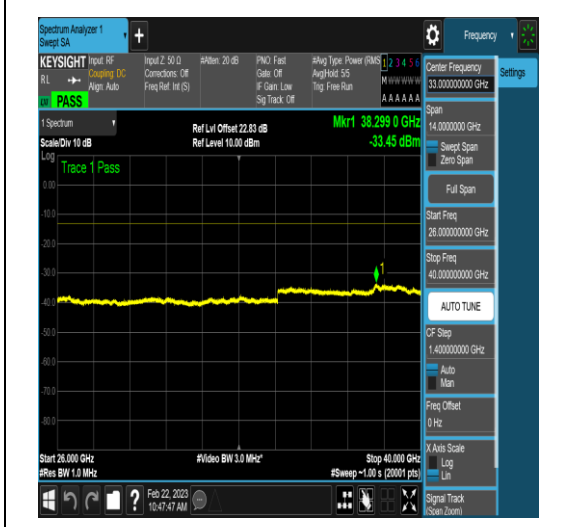 Spectrum Analyzer 1
Swept SA
+
Frequency
KEYSIGHT
RL
Input: RF
Coupling: DC
Align: Auto
Input Z: 50 Ω
Corrections: Off
Freq Ref: Int (S)
#Atten: 20 dB
PNO: Fast
Gate: Off
IF Gain: Low
Sig Track: Off
#Avg Type: Power (RMS
Avg|Hold: 5/5
Trig: Free Run
1 2 3 4 5 6
M W W W W W
A A A A A A
PASS
1 Spectrum
Scale/Div 10 dB
Ref Lvl Offset 22.83 dB
Ref Level 10.00 dBm
Mkr1 38.299 0 GHz
-33.45 dBm
Log
Trace 1 Pass
0.00
-10.0
-20.0
-30.0
-40.0
-50.0
-60.0
-70.0
-80.0
1
Start 26.000 GHz
#Res BW 1.0 MHz
#Video BW 3.0 MHz*
Stop 40.000 GHz
#Sweep ~1.00 s (20001 pts)
?
Feb 22, 2023
10:47:47 AM
Center Frequency
33.000000000 GHz
Settings
Span
14.0000000 GHz
Swept Span
Zero Span
Full Span
Start Freq
26.000000000 GHz
Stop Freq
40.000000000 GHz
AUTO TUNE
CF Step
1.400000000 GHz
Auto
Man
Freq Offset
0 Hz
X Axis Scale
Log
Lin
Signal Track
(Span Zoom)